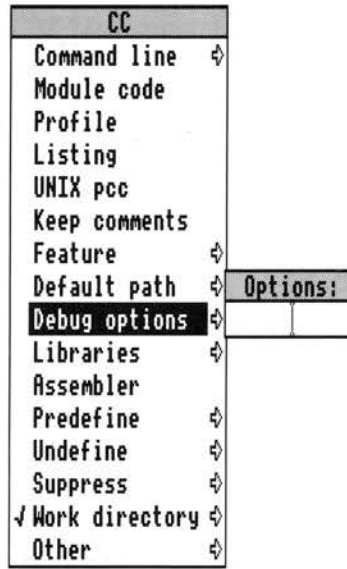 CC
Command line
Module code
Profile
Listing
UNIX pcc
Keep comments
Feature
Default path
Options:
Debug options
Libraries
Assembler
Predefine
Undefine
Suppress
√ Work directory
Other